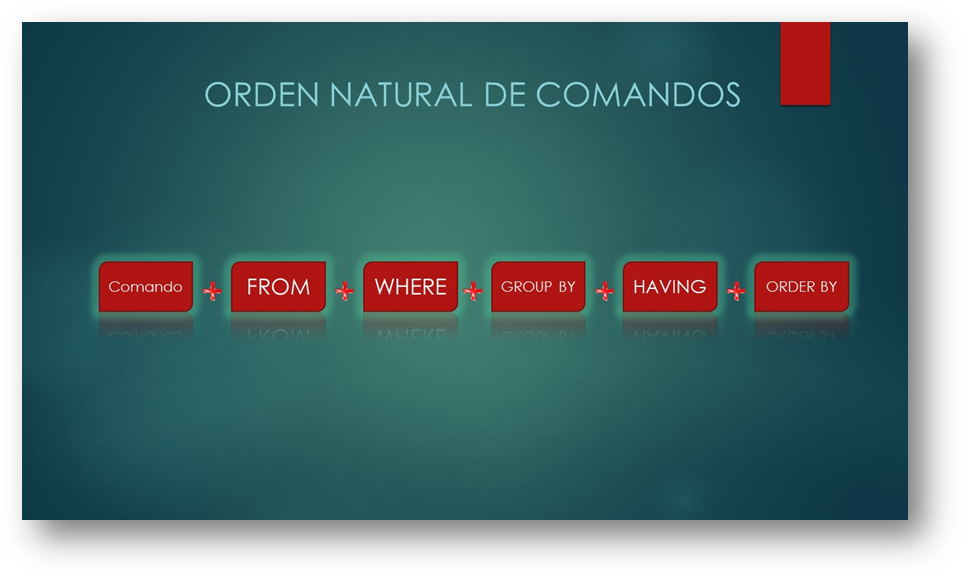 ORDEN NATURAL DE COMANDOS
Comando + FROM + WHERE + GROUP BY + HAVING + ORDER BY